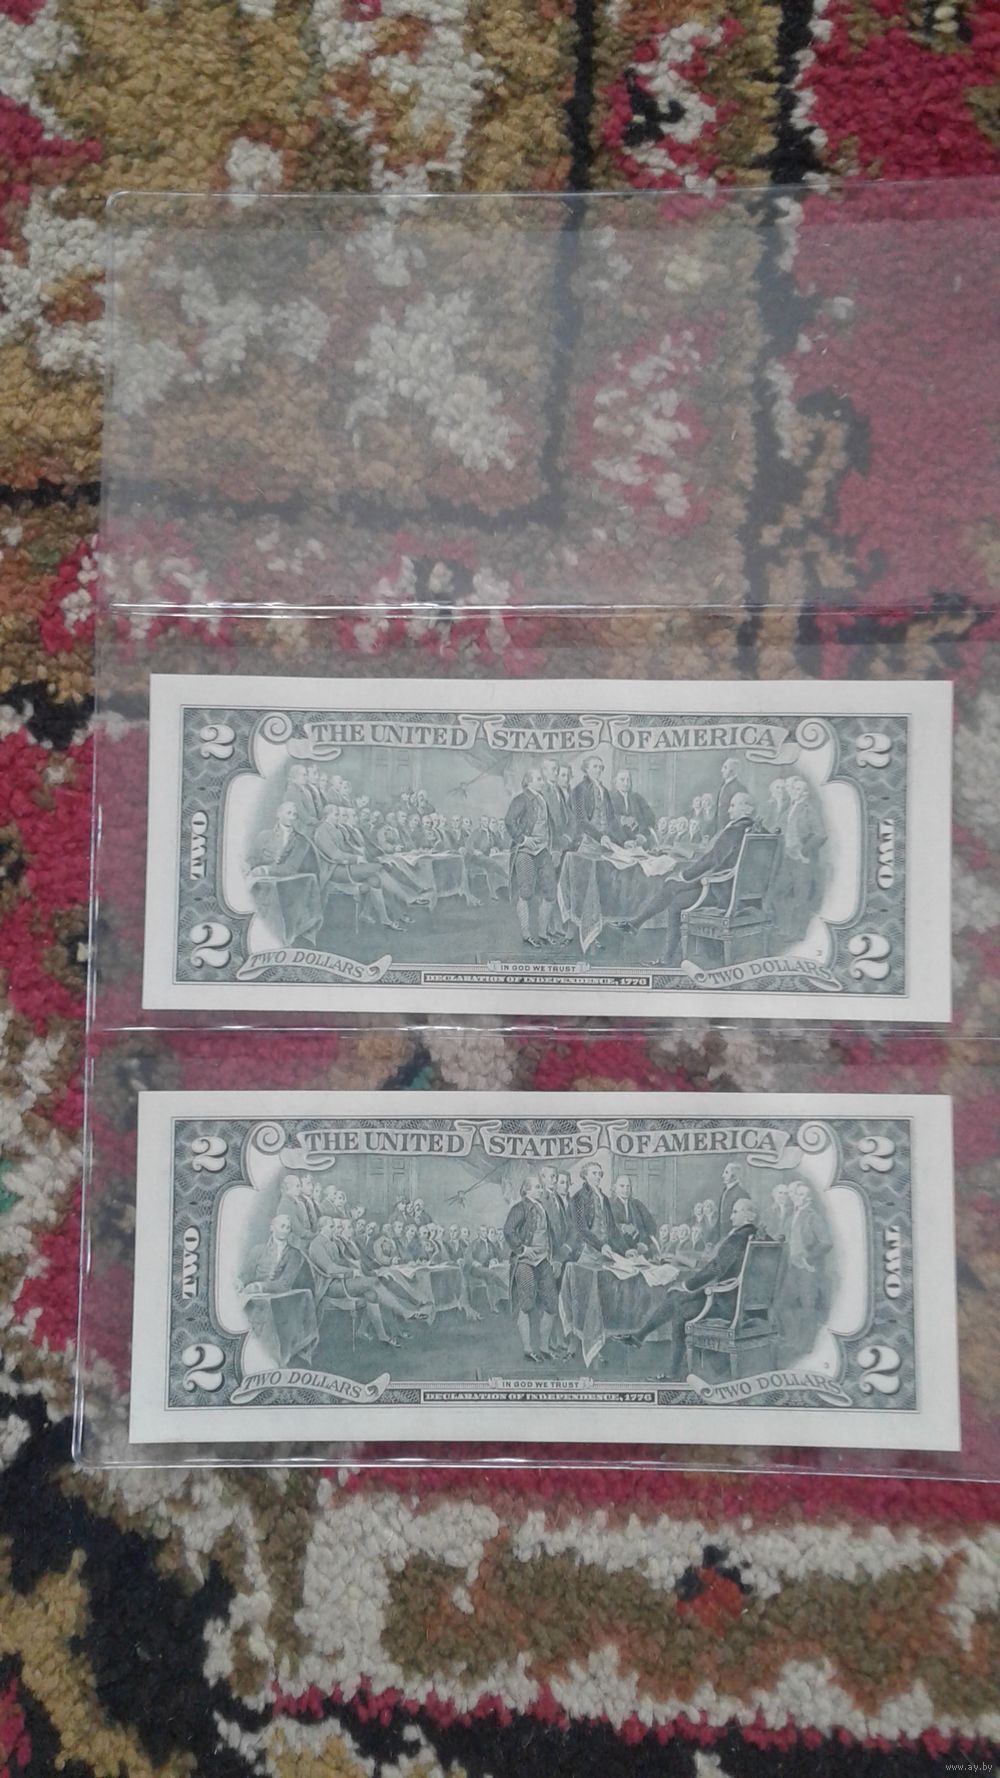 2 THE UNITED STATES OF AMERICA 2
TWO TWO
2 TWO DOLLARS IN GOD WE TRUST TWO DOLLARS 2
DECLARATION OF INDEPENDENCE, 1776
3
2 THE UNITED STATES OF AMERICA 2
TWO TWO
2 TWO DOLLARS IN GOD WE TRUST TWO DOLLARS 2
DECLARATION OF INDEPENDENCE, 1776
www.ay.by